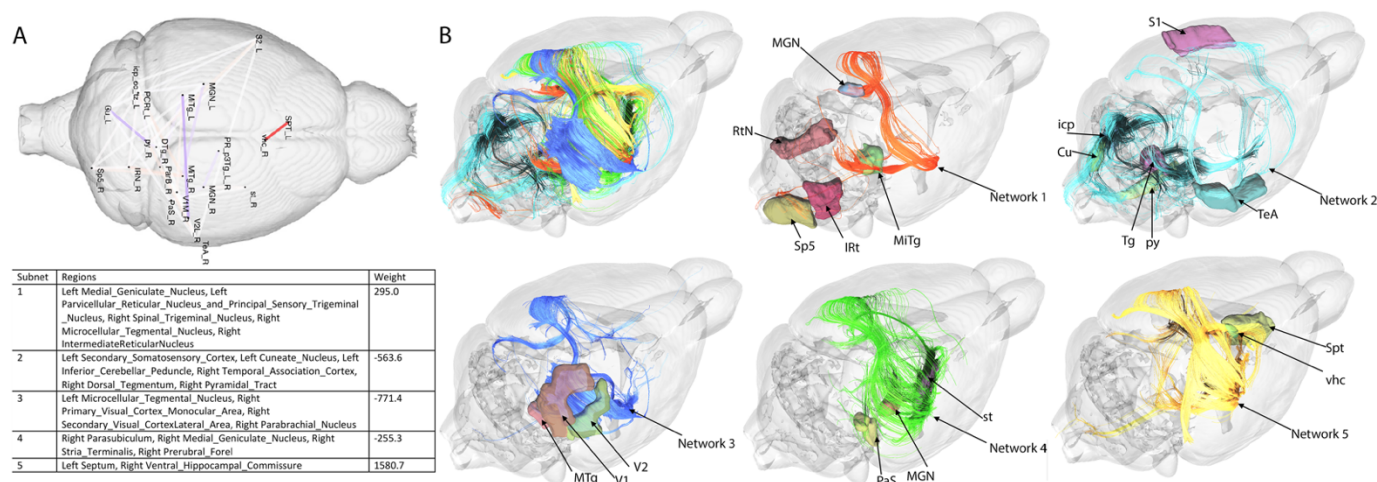 A
S2_L
icp_ec_tz_L
PCRt_L
Cu_L
MiTg_L
MGN_L
SPT_L
vhc_R
py_R
DTg_R
PR_p3Tg_L_R
Sp5_R
IRN_R
ParB_R
PaS_R
MiTg_R
V1M_R
MGN_R
st_R
V2L_R
TeA_R
Subnet Regions Weight
1 Left Medial_Geniculate_Nucleus, Left 295.0
Parvicellular_Reticular_Nucleus_and_Principal_Sensory_Trigeminal
_Nucleus, Right Spinal_Trigeminal_Nucleus, Right
Microcellular_Tegmental_Nucleus, Right
IntermediateReticularNucleus
2 Left Secondary_Somatosensory_Cortex, Left Cuneate_Nucleus, Left -563.6
Inferior_Cerebellar_Peduncle, Right Temporal_Association_Cortex,
Right Dorsal_Tegmentum, Right Pyramidal_Tract
3 Left Microcellular_Tegmental_Nucleus, Right -771.4
Primary_Visual_Cortex_Monocular_Area, Right
Secondary_Visual_CortexLateral_Area, Right Parabrachial_Nucleus
4 Right Parasubiculum, Right Medial_Geniculate_Nucleus, Right -255.3
Stria_Terminalis, Right Prerubral_Forel
5 Left Septum, Right Ventral_Hippocampal_Commissure 1580.7
B
MGN
RtN
Sp5
IRt
MiTg
Network 1
S1
icp
Cu
Tg
py
TeA
Network 2
MTg
V1
V2
Network 3
PaS
MGN
st
Network 4
Spt
vhc
Network 5